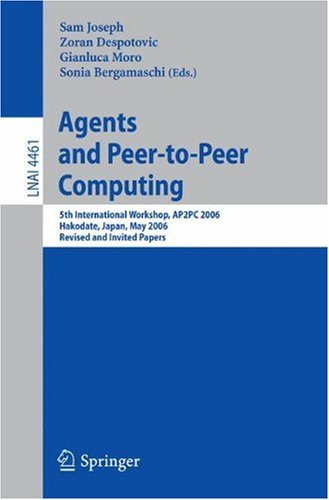 Sam Joseph
Zoran Despotovic
Gianluca Moro
Sonia Bergamaschi (Eds.)
LNAI 4461
Agents
and Peer-to-Peer
Computing
5th International Workshop, AP2PC 2006
Hakodate, Japan, May 2006
Revised and Invited Papers
Springer